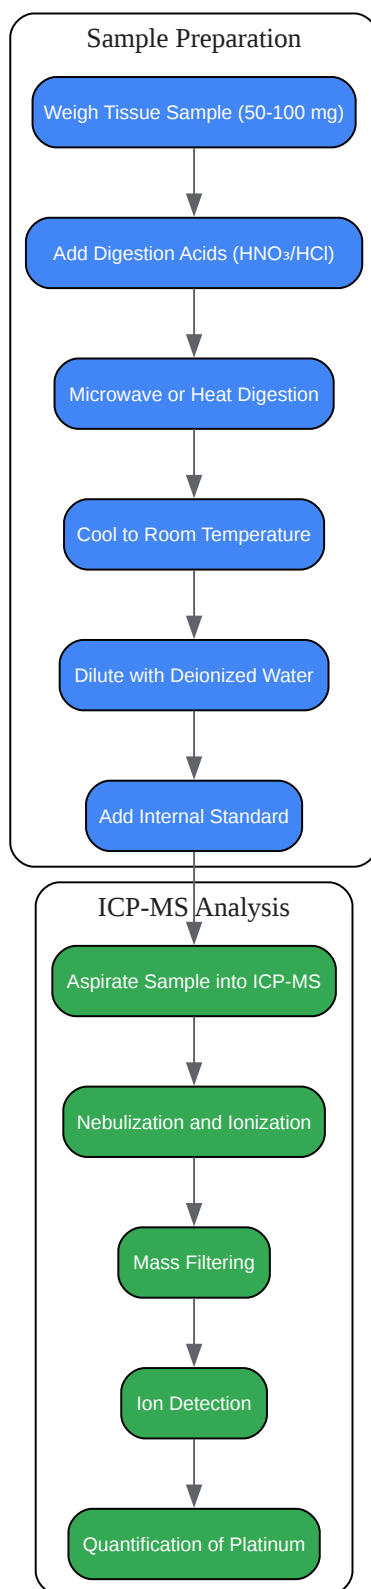 Sample Preparation
Weigh Tissue Sample (50-100 mg)
Add Digestion Acids (HNO₃/HCl)
Microwave or Heat Digestion
Cool to Room Temperature
Dilute with Deionized Water
Add Internal Standard
ICP-MS Analysis
Aspirate Sample into ICP-MS
Nebulization and Ionization
Mass Filtering
Ion Detection
Quantification of Platinum